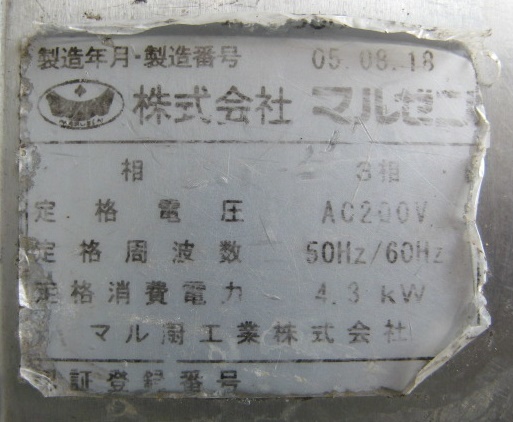 製造年月・製造番号 05.08.18
株式会社 マルゼン
相 3相
定格電圧 AC200V
定格周波数 50Hz/60Hz
定格消費電力 4.3 kW
マル厨工業株式会社
認証登録番号